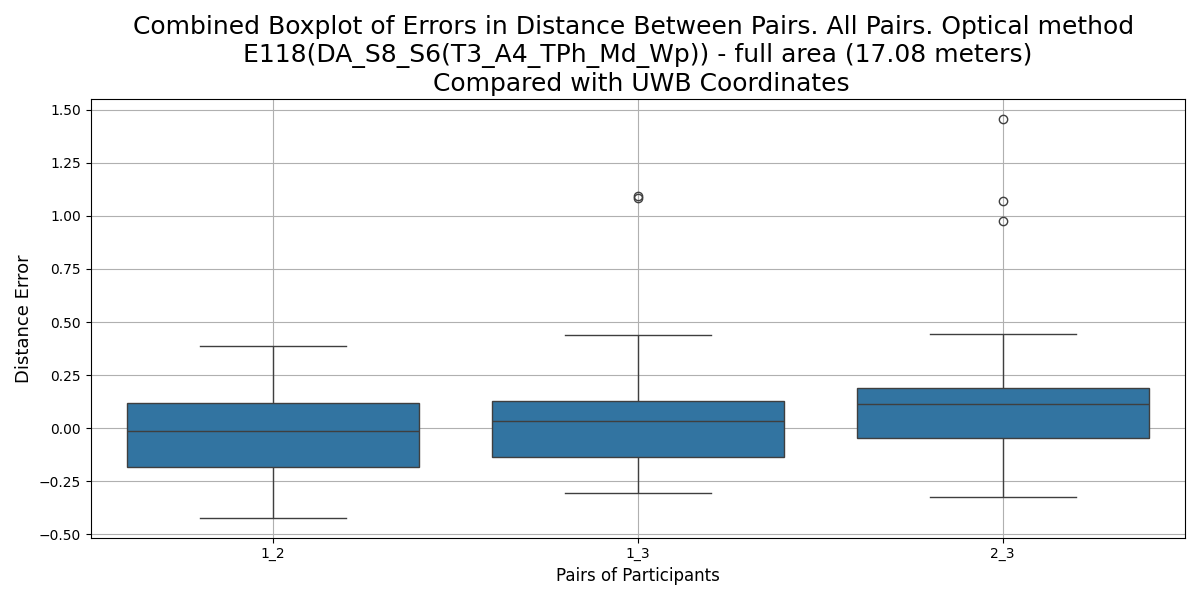 Combined Boxplot of Errors in Distance Between Pairs. All Pairs. Optical method
E118(DA_S8_S6(T3_A4_TPh_Md_Wp)) - full area (17.08 meters)
Compared with UWB Coordinates
1.50
1.25
1.00
0.75
0.50
0.25
0.00
−0.25
−0.50
Distance Error
1_2
1_3
2_3
Pairs of Participants